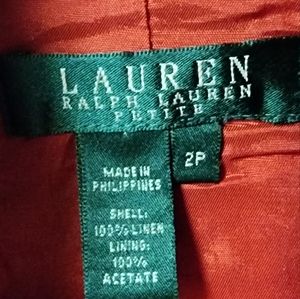 LAUREN
RALPH LAUREN
PETITE
2P
MADE IN
PHILIPPINES
SHELL:
100% LINEN
LINING:
100%
ACETATE